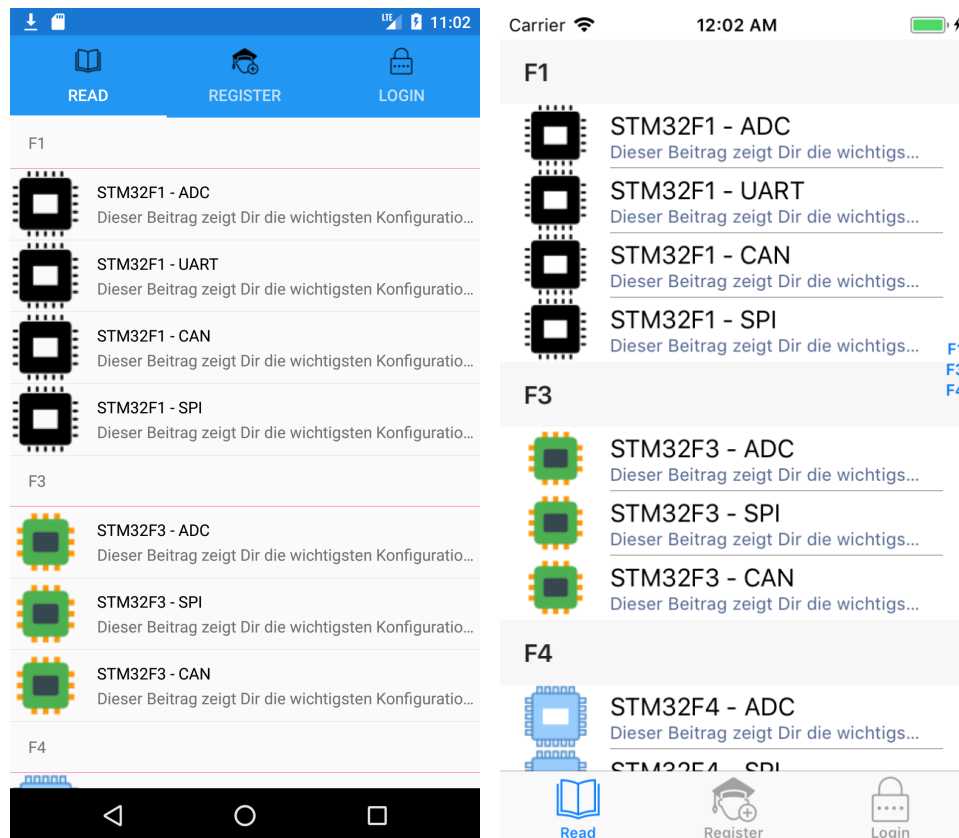 LTE 11:02
READ REGISTER LOGIN
F1
STM32F1 - ADC
Dieser Beitrag zeigt Dir die wichtigsten Konfiguratio...
STM32F1 - UART
Dieser Beitrag zeigt Dir die wichtigsten Konfiguratio...
STM32F1 - CAN
Dieser Beitrag zeigt Dir die wichtigsten Konfiguratio...
STM32F1 - SPI
Dieser Beitrag zeigt Dir die wichtigsten Konfiguratio...
F3
STM32F3 - ADC
Dieser Beitrag zeigt Dir die wichtigsten Konfiguratio...
STM32F3 - SPI
Dieser Beitrag zeigt Dir die wichtigsten Konfiguratio...
STM32F3 - CAN
Dieser Beitrag zeigt Dir die wichtigsten Konfiguratio...
F4
Carrier 12:02 AM
F1
STM32F1 - ADC
Dieser Beitrag zeigt Dir die wichtigs...
STM32F1 - UART
Dieser Beitrag zeigt Dir die wichtigs...
STM32F1 - CAN
Dieser Beitrag zeigt Dir die wichtigs...
STM32F1 - SPI
Dieser Beitrag zeigt Dir die wichtigs...
F1
F3
F4
F3
STM32F3 - ADC
Dieser Beitrag zeigt Dir die wichtigs...
STM32F3 - SPI
Dieser Beitrag zeigt Dir die wichtigs...
STM32F3 - CAN
Dieser Beitrag zeigt Dir die wichtigs...
F4
STM32F4 - ADC
Dieser Beitrag zeigt Dir die wichtigs...
STM32F4 - SPI
Read Register Login